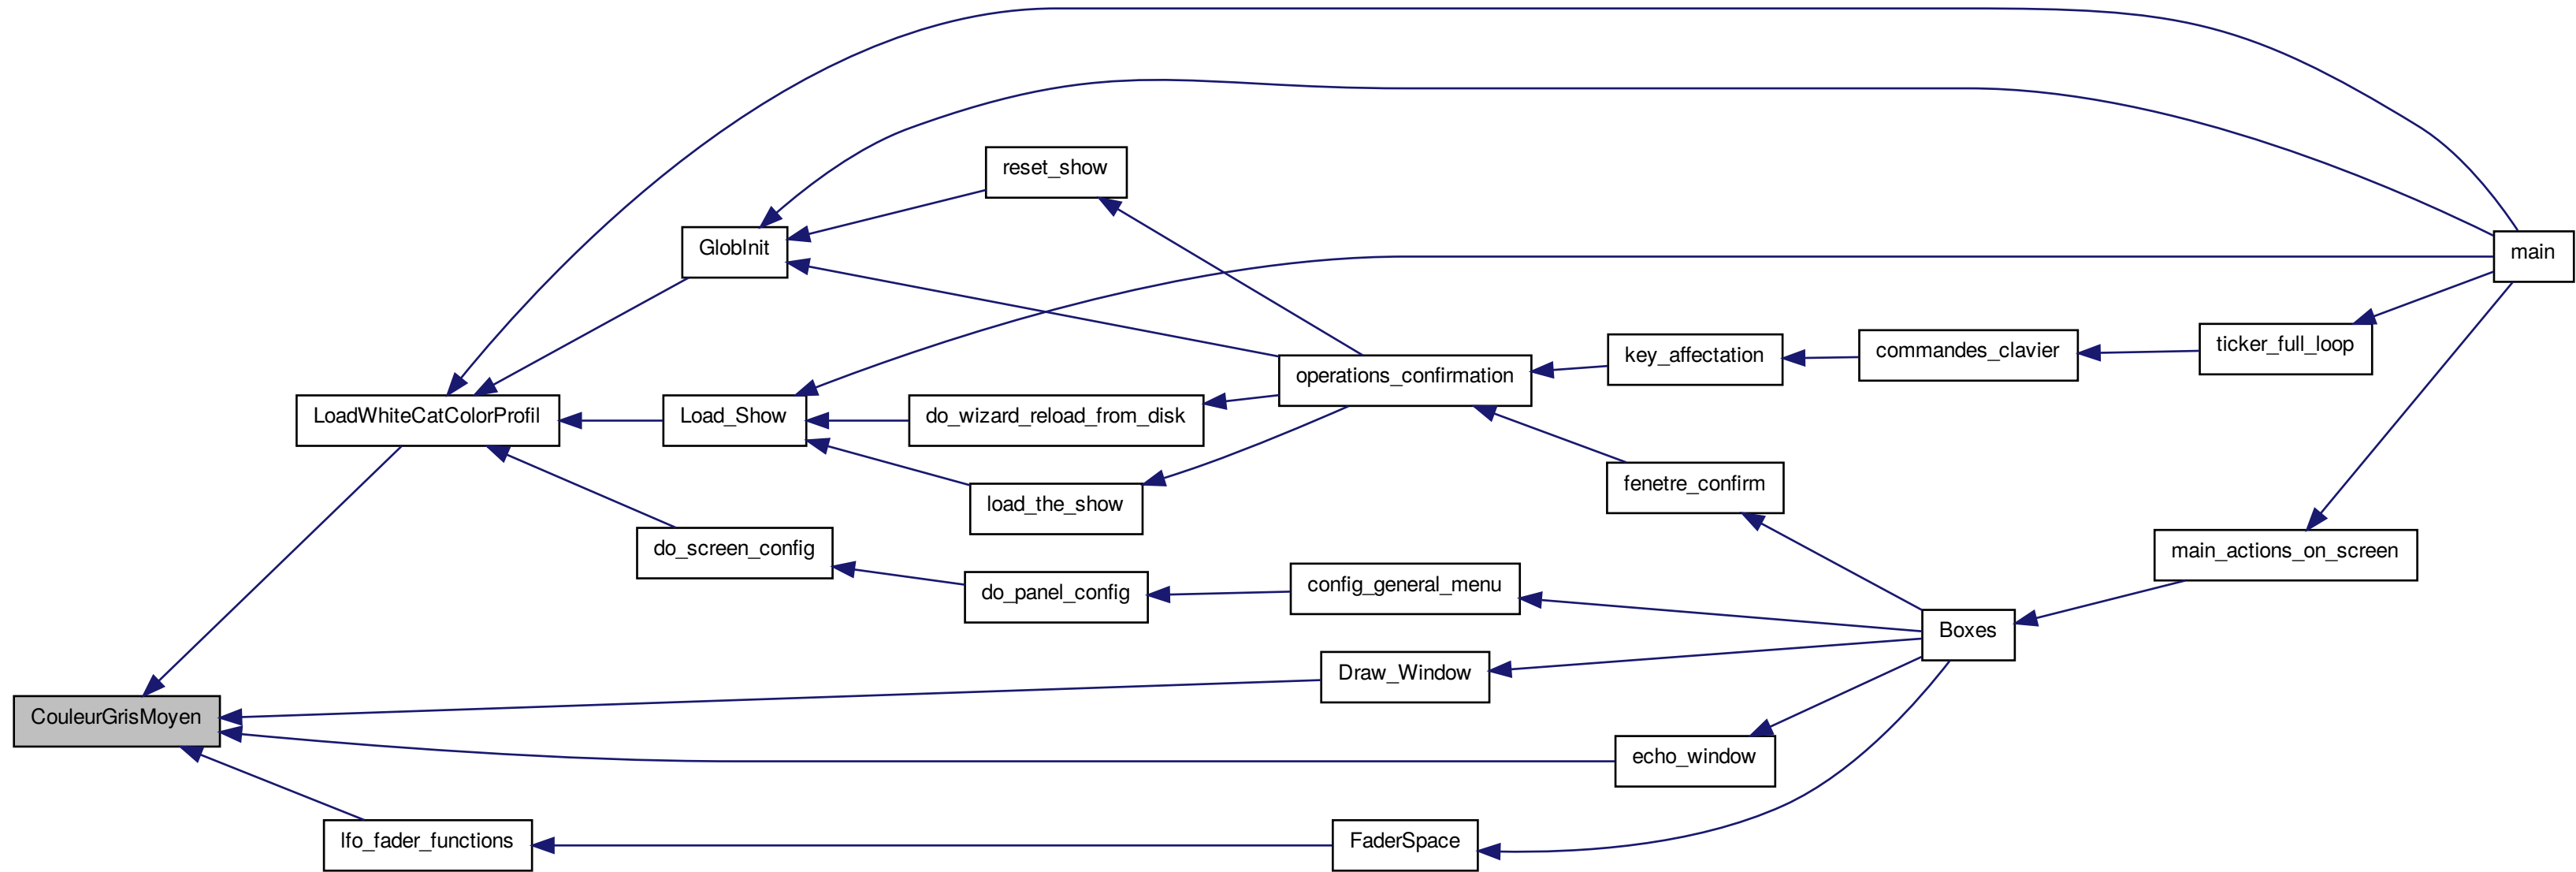 reset_show
GlobInit
main
ticker_full_loop
key_affectation
commandes_clavier
operations_confirmation
LoadWhiteCatColorProfil
Load_Show
do_wizard_reload_from_disk
fenetre_confirm
load_the_show
do_screen_config
main_actions_on_screen
config_general_menu
do_panel_config
Boxes
Draw_Window
CouleurGrisMoyen
echo_window
lfo_fader_functions
FaderSpace